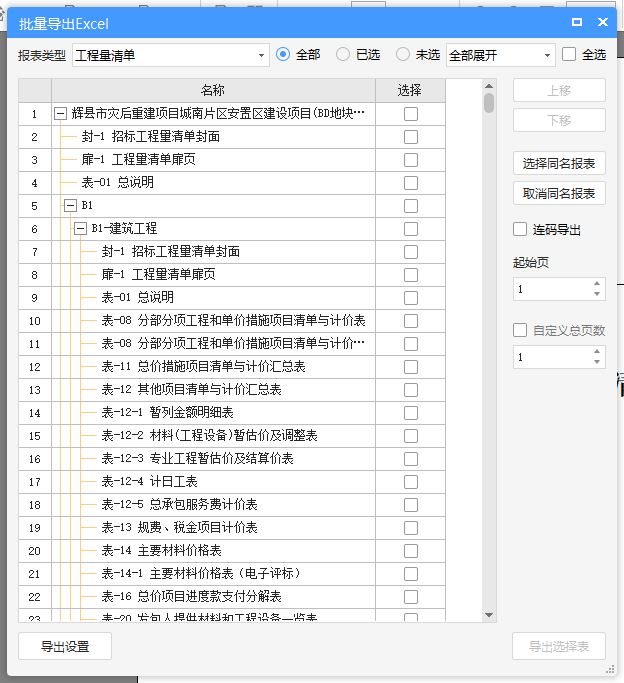 批量导出Excel
报表类型 工程量清单 全部 已选 未选 全部展开 全选
名称 选择
1 辉县市灾后重建项目城南片区安置区建设项目(BD地块…
2 封-1 招标工程量清单封面
3 扉-1 工程量清单扉页
4 表-01 总说明
5 B1
6 B1-建筑工程
7 封-1 招标工程量清单封面
8 扉-1 工程量清单扉页
9 表-01 总说明
10 表-08 分部分项工程和单价措施项目清单与计价表
11 表-08 分部分项工程和单价措施项目清单与计价…
12 表-11 总价措施项目清单与计价汇总表
13 表-12 其他项目清单与计价汇总表
14 表-12-1 暂列金额明细表
15 表-12-2 材料(工程设备)暂估价及调整表
16 表-12-3 专业工程暂估价及结算价表
17 表-12-4 计日工表
18 表-12-5 总承包服务费计价表
19 表-13 规费、税金项目计价表
20 表-14 主要材料价格表
21 表-14-1 主要材料价格表（电子评标）
22 表-16 总价项目进度款支付分解表
23 表-20 发包人提供材料和工程设备一览表
上移
下移
选择同名报表
取消同名报表
连码导出
起始页
1
自定义总页数
1
导出设置 导出选择表